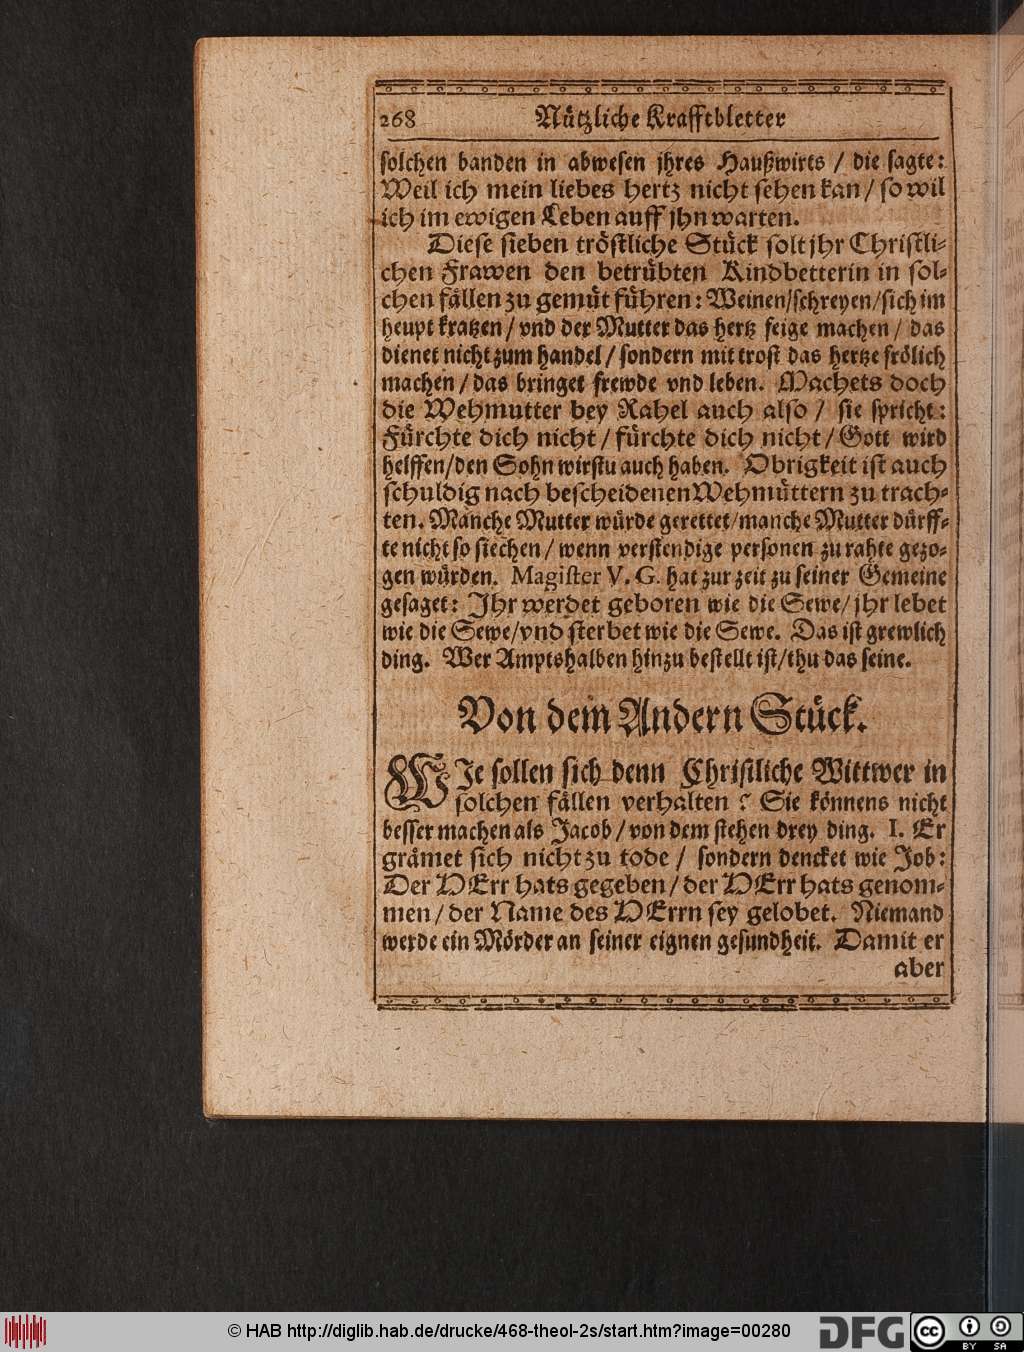 268 Nützliche Krafftbletter
solchen banden in abwesen jhres Haußwirts / die sagte:
Weil ich mein liebes hertz nicht sehen kan / so wil
ich im ewigen Leben auff jhn warten.
Diese sieben tröstliche Stück solt jhr Christli-
chen Frawen den betrübten Kindbetterin in sol-
chen fällen zu gemüt führen: Weinen/schreyen/sich im
heupt kratzen / vnd der Mutter das hertz feige machen / das
dienet nicht zum handel / sondern mit trost das hertze frölich
machen / das bringet frewde vnd leben. Machets doch
die Wehmutter bey Rahel auch also / sie spricht:
Fürchte dich nicht / fürchte dich nicht / Gott wird
helffen/den Sohn wirstu auch haben. Obrigkeit ist auch
schuldig nach bescheidenen Wehmüttern zu trach-
ten. Manche Mutter würde gerettet/manche Mutter dürff-
te nicht so siechen / wenn verstendige personen zu rahte gezo-
gen würden. Magister V. G. hat zur zeit zu seiner Gemeine
gesaget: Jhr werdet geboren wie die Sewe/ jhr lebet
wie die Sewe/vnd sterbet wie die Sewe. Das ist grewlich
ding. Wer Amptshalben hinzu bestellt ist/thu das seine.
Von dem Andern Stück.
WJe sollen sich denn Christliche Wittwer in
solchen fällen verhalten? Sie könnens nicht
besser machen als Jacob / von dem stehen drey ding. I. Er
grämet sich nicht zu tode / sondern dencket wie Job:
Der HErr hats gegeben / der HErr hats genom-
men / der Name des HErrn sey gelobet. Niemand
werde ein Mörder an seiner eignen gesundheit. Damit er
aber
© HAB http://diglib.hab.de/drucke/468-theol-2s/start.htm?image=00280
DFG
cc BY SA